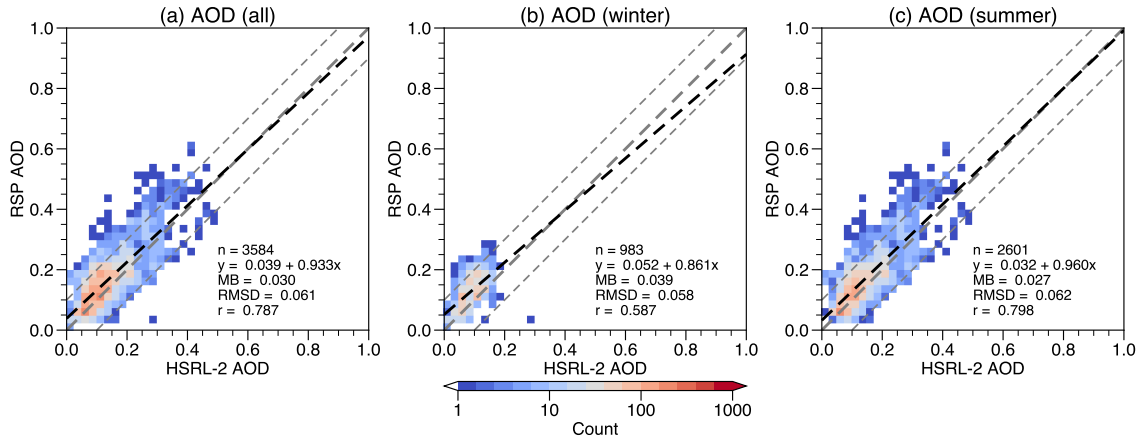 (a) AOD (all)
(b) AOD (winter)
(c) AOD (summer)
RSP AOD
1.0
0.8
0.6
0.4
0.2
0.0
n = 3584
y = 0.039 + 0.933x
MB = 0.030
RMSD = 0.061
r = 0.787
0.0 0.2 0.4 0.6 0.8 1.0
HSRL-2 AOD
RSP AOD
1.0
0.8
0.6
0.4
0.2
0.0
n = 983
y = 0.052 + 0.861x
MB = 0.039
RMSD = 0.058
r = 0.587
0.0 0.2 0.4 0.6 0.8 1.0
HSRL-2 AOD
RSP AOD
1.0
0.8
0.6
0.4
0.2
0.0
n = 2601
y = 0.032 + 0.960x
MB = 0.027
RMSD = 0.062
r = 0.798
0.0 0.2 0.4 0.6 0.8 1.0
HSRL-2 AOD
1 10 100 1000
Count